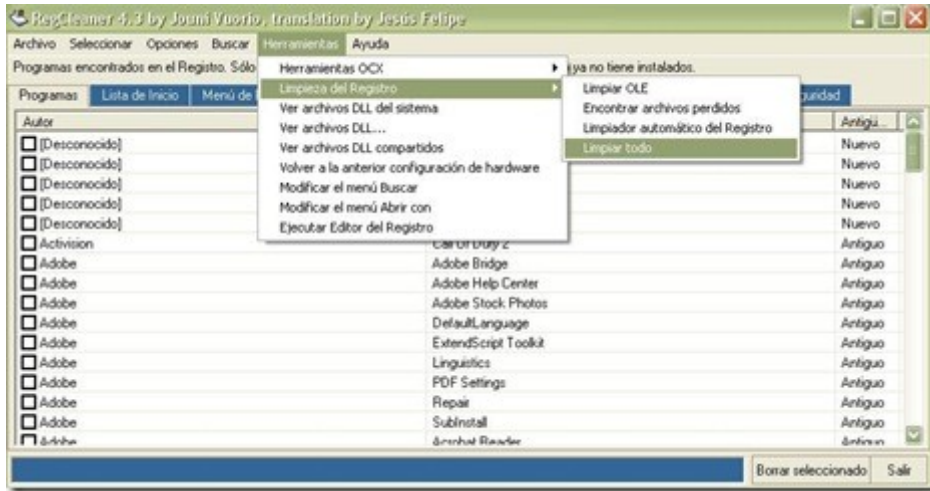 RegCleaner 4.3 by Jouni Vuorio, translation by Jesús Felipe
Archivo Seleccionar Opciones Buscar Herramientas Ayuda
Programas encontrados en el Registro. Sólo
ya no tiene instalados.
Programas Lista de Inicio Menú de
Herramientas OCX
Limpieza del Registro
Ver archivos DLL del sistema
Ver archivos DLL...
Ver archivos DLL compartidos
Volver a la anterior configuración de hardware
Modificar el menú Buscar
Modificar el menú Abrir con
Ejecutar Editor del Registro
Limpiar OLE
Encontrar archivos perdidos
Limpiador automático del Registro
Limpiar todo
Autor Antigü...
[Desconocido] Nuevo
[Desconocido] Nuevo
[Desconocido] Nuevo
[Desconocido] Nuevo
[Desconocido] Nuevo
Activision Call Of Duty 2 Antiguo
Adobe Adobe Bridge Antiguo
Adobe Adobe Help Center Antiguo
Adobe Adobe Stock Photos Antiguo
Adobe DefaultLanguage Antiguo
Adobe ExtendScript Toolkit Antiguo
Adobe Linguistics Antiguo
Adobe PDF Settings Antiguo
Adobe Repair Antiguo
Adobe SubInstall Antiguo
Adobe Acrobat Reader Antiguo
Borrar seleccionado Salir